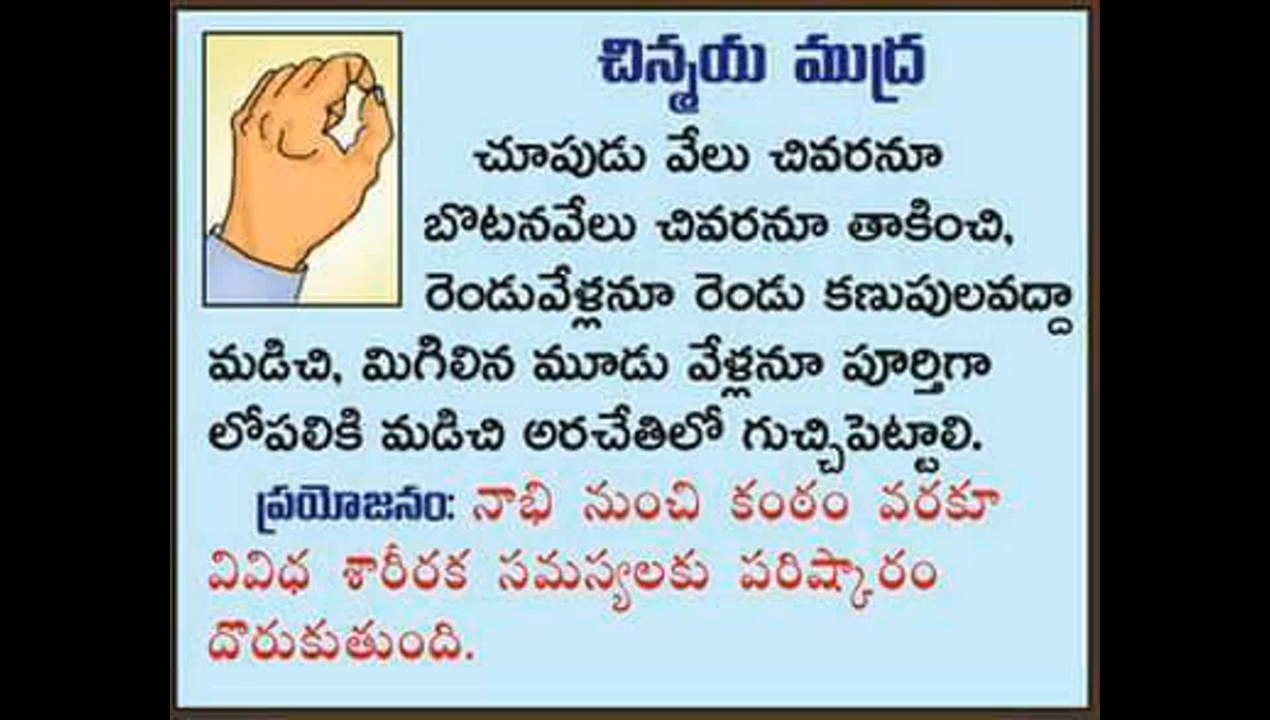 చిన్మయ ముద్ర
చూపుడు వేలు చివరనూ
బొటనవేలు చివరనూ తాకించి,
రెండువేళ్లనూ రెండు కణుపులవద్దా
మడిచి, మిగిలిన మూడు వేళ్లనూ పూర్తిగా
లోపలికి మడిచి అరచేతిలో గుచ్చిపెట్టాలి.
ప్రయోజనం: నాభి నుంచి కంఠం వరకూ
వివిధ శారీరక సమస్యలకు పరిష్కారం
దొరుకుతుంది.